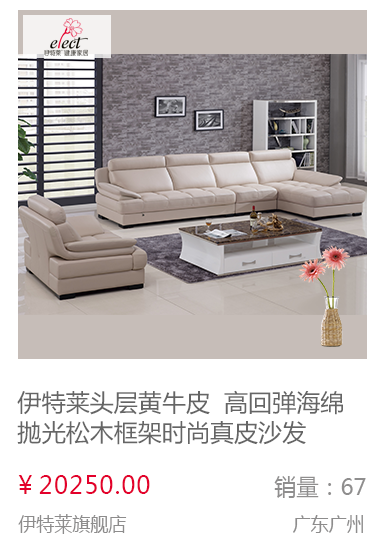 elect
伊特莱 健康家居
伊特莱头层黄牛皮 高回弹海绵
抛光松木框架时尚真皮沙发
¥ 20250.00
销量：67
伊特莱旗舰店
广东广州